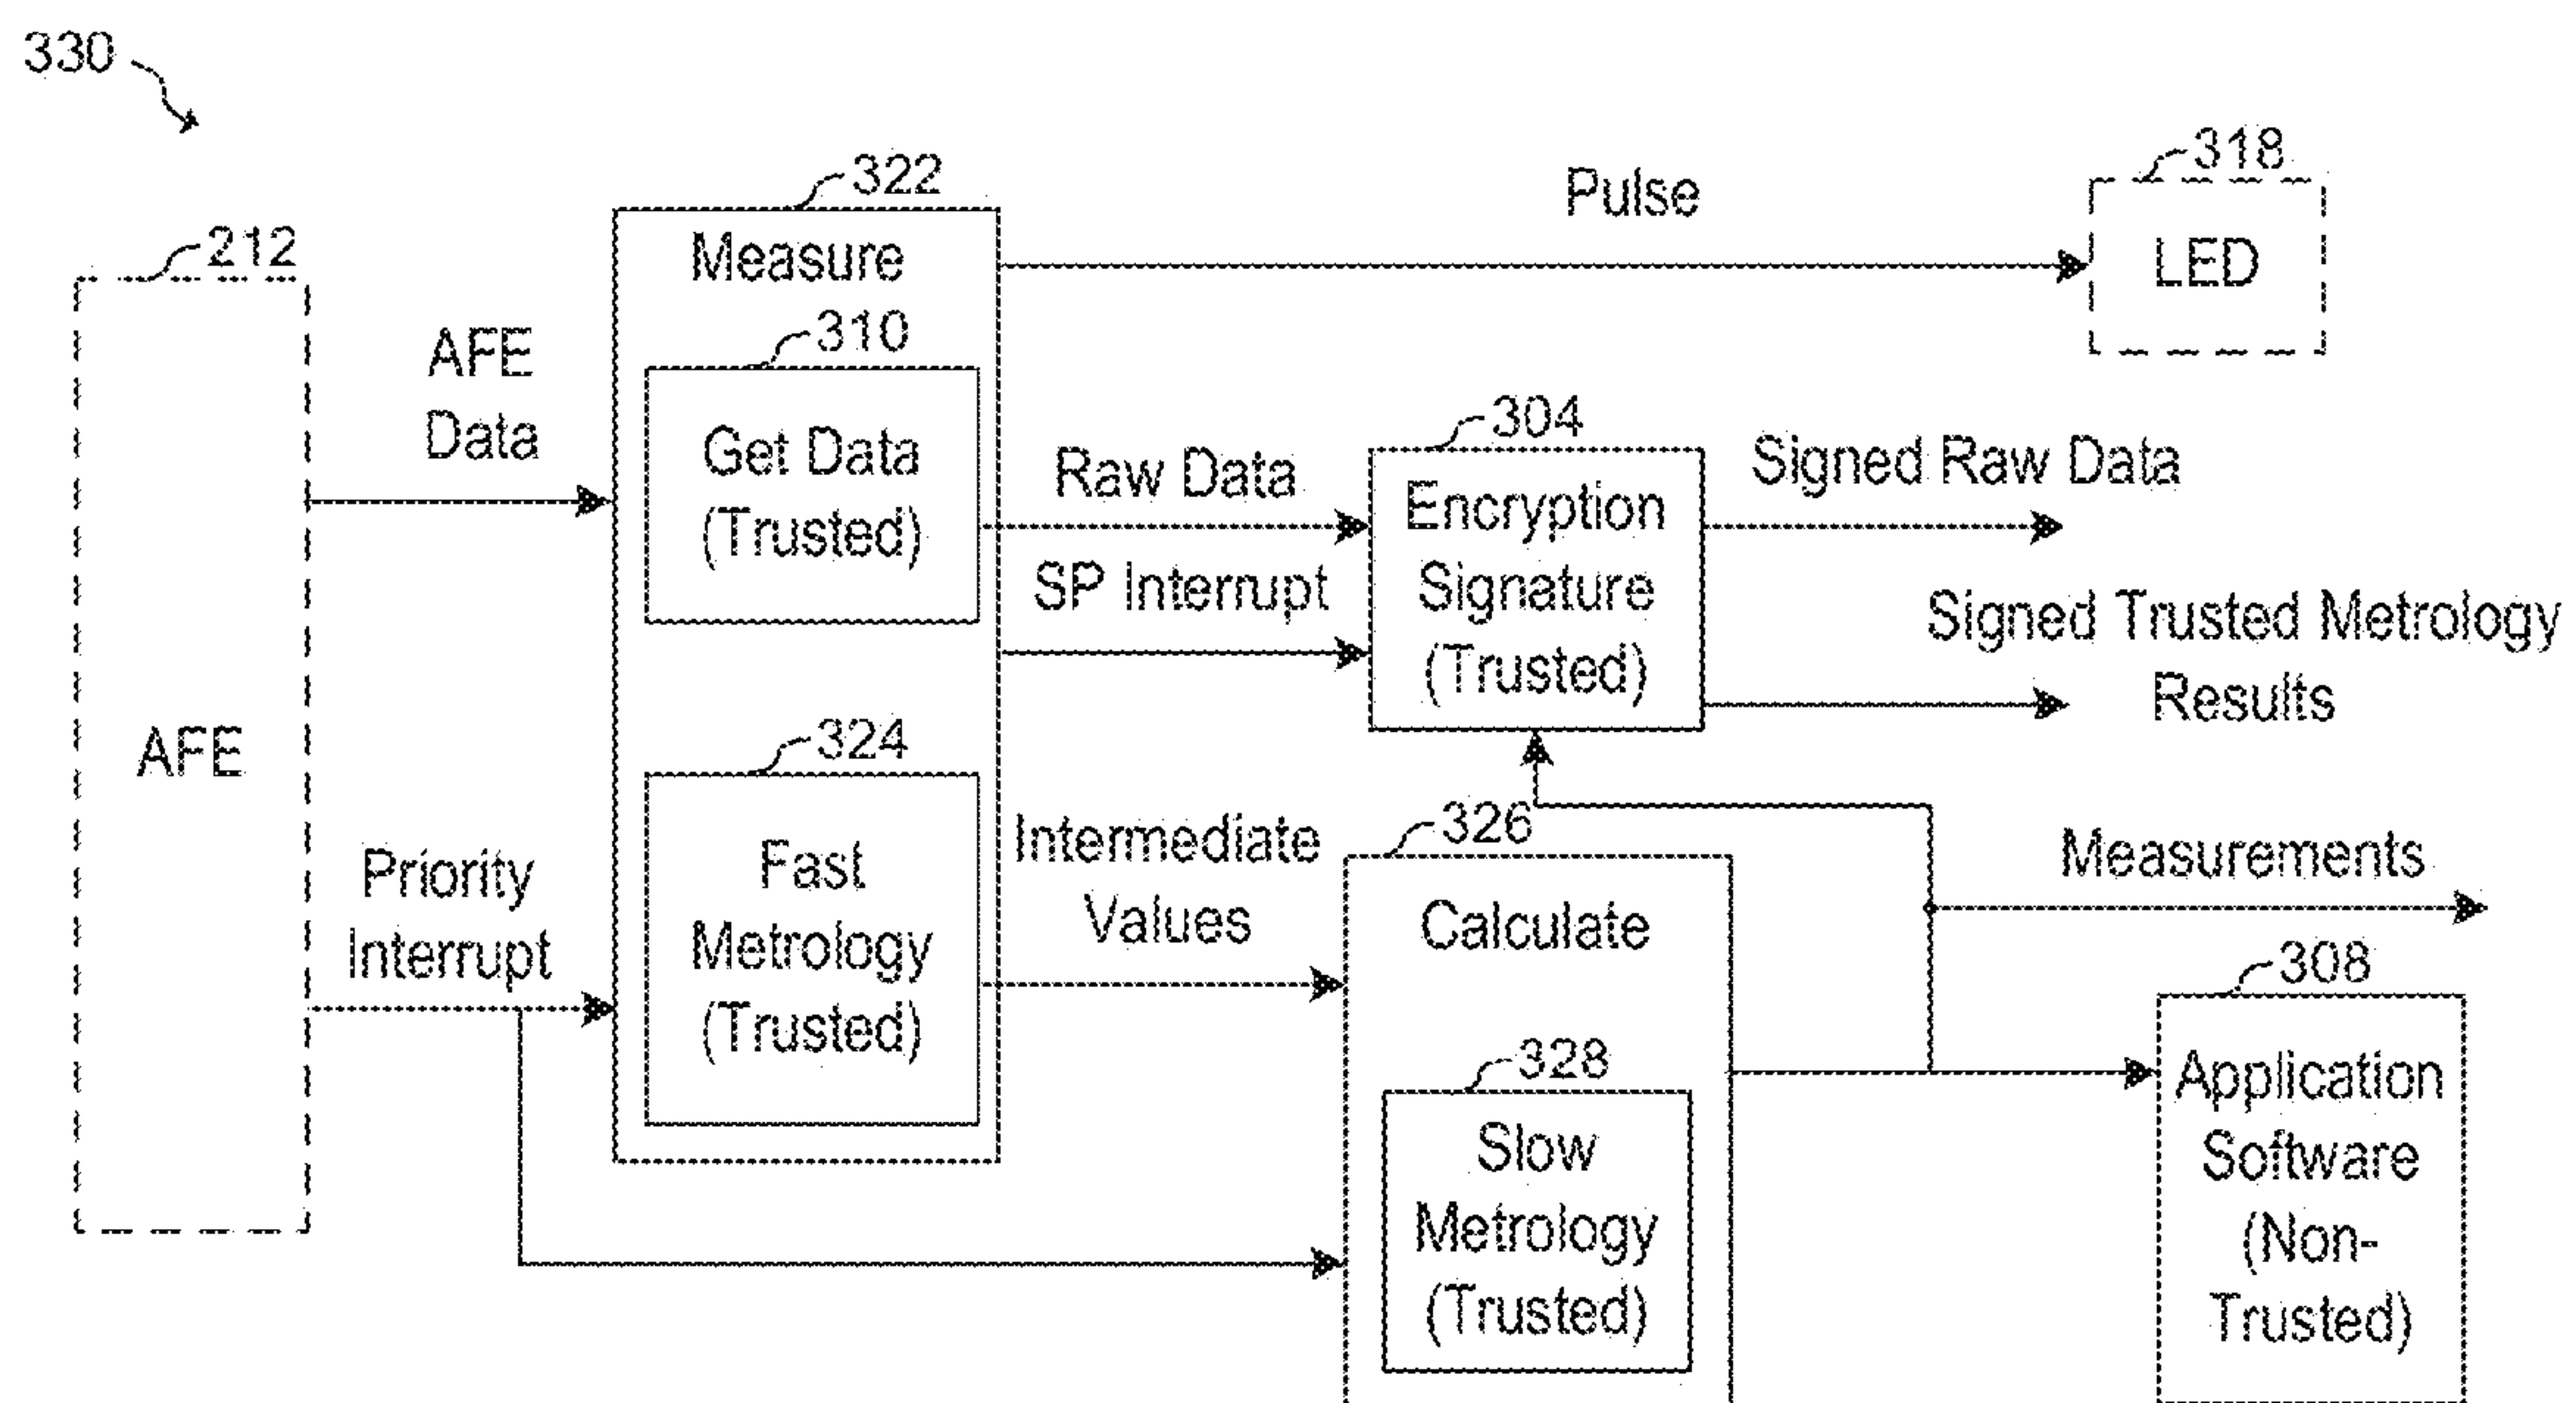 330
212
AFE
AFE
Data
Priority
Interrupt
322
Measure
310
Get Data
(Trusted)
324
Fast
Metrology
(Trusted)
Pulse
318
LED
Raw Data
SP Interrupt
304
Encryption
Signature
(Trusted)
Signed Raw Data
Signed Trusted Metrology
Results
Intermediate
Values
326
Calculate
328
Slow
Metrology
(Trusted)
Measurements
308
Application
Software
(Non-
Trusted)